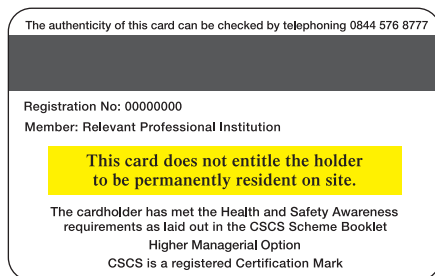 The authenticity of this card can be checked by telephoning 0844 576 8777
Registration No: 00000000
Member: Relevant Professional Institution
This card does not entitle the holder
to be permanently resident on site.
The cardholder has met the Health and Safety Awareness
requirements as laid out in the CSCS Scheme Booklet
Higher Managerial Option
CSCS is a registered Certification Mark